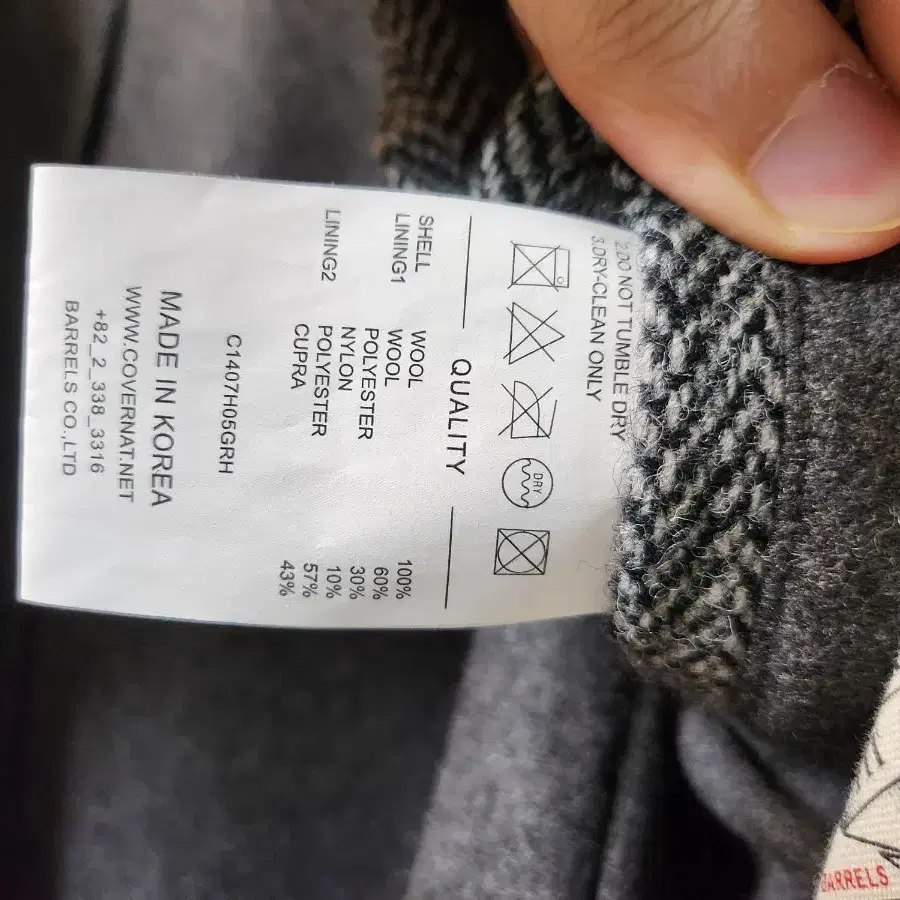 2.DO NOT TUMBLE DRY
3.DRY-CLEAN ONLY
DRY
QUALITY
SHELL WOOL 100%
LINING1 WOOL 60%
POLYESTER 30%
NYLON 10%
LINING2 POLYESTER 57%
CUPRA 43%
C1407H05GRH
MADE IN KOREA
WWW.COVERNAT.NET
+82_2_338_3316
BARRELS CO.,LTD
BARRELS